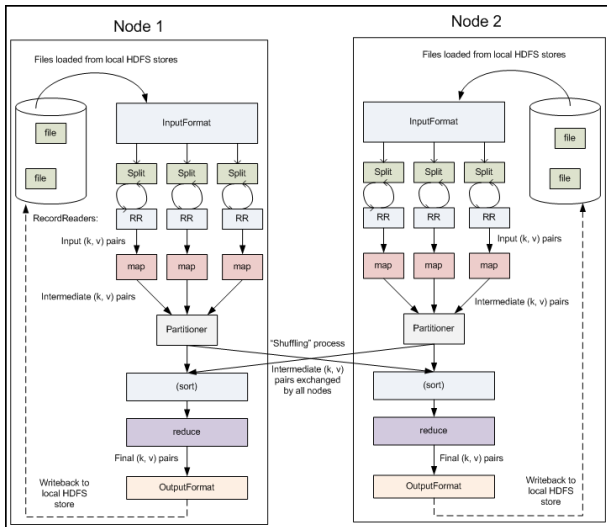 Node 1
Files loaded from local HDFS stores
file
file
InputFormat
Split
Split
Split
RecordReaders:
RR
RR
RR
Input (k, v) pairs
map
map
map
Intermediate (k, v) pairs
Partitioner
(sort)
reduce
Final (k, v) pairs
Writeback to
local HDFS
store
OutputFormat
"Shuffling" process
Intermediate (k, v)
pairs exchanged
by all nodes
Node 2
Files loaded from local HDFS stores
InputFormat
file
file
Split
Split
Split
RR
RR
RR
Input (k, v) pairs
map
map
map
Intermediate (k, v) pairs
Partitioner
(sort)
reduce
Final (k, v) pairs
OutputFormat
Writeback to
local HDFS
store